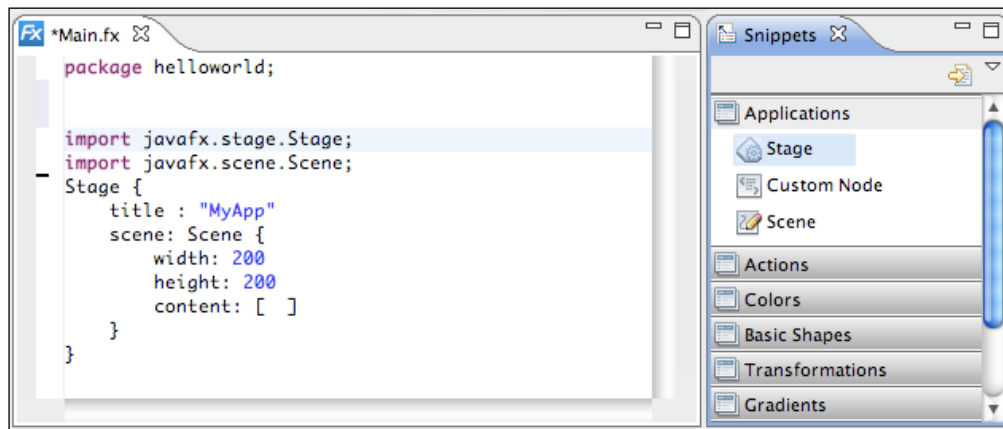 Fx *Main.fx
package helloworld;
import javafx.stage.Stage;
import javafx.scene.Scene;
Stage {
    title : "MyApp"
    scene: Scene {
        width: 200
        height: 200
        content: [  ]
    }
}
Snippets
Applications
Stage
Custom Node
Scene
Actions
Colors
Basic Shapes
Transformations
Gradients